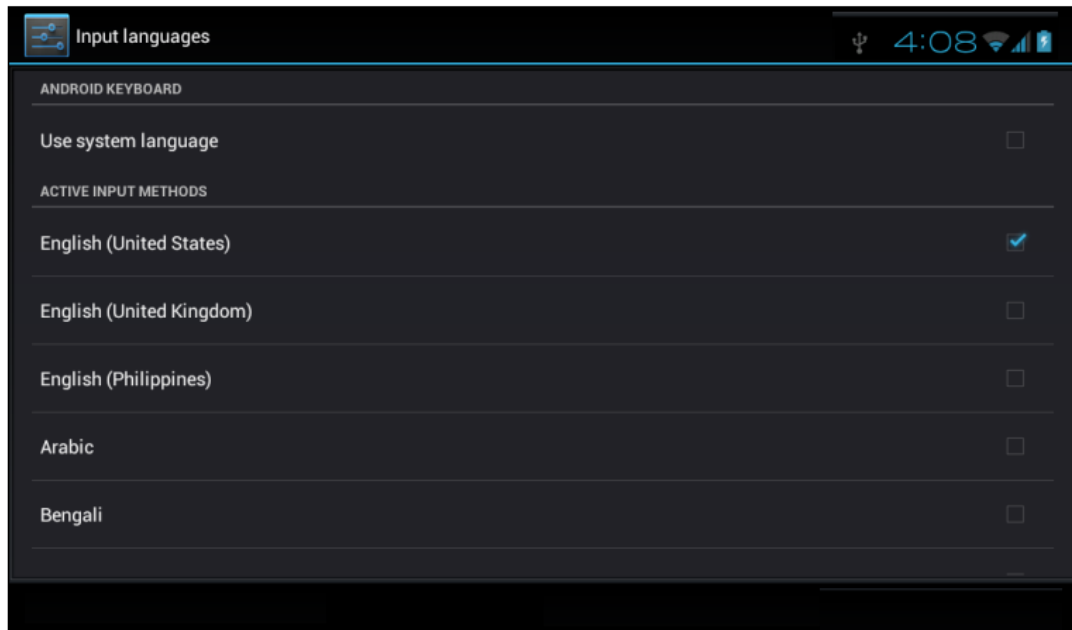 Input languages
4:08
ANDROID KEYBOARD
Use system language
ACTIVE INPUT METHODS
English (United States)
English (United Kingdom)
English (Philippines)
Arabic
Bengali